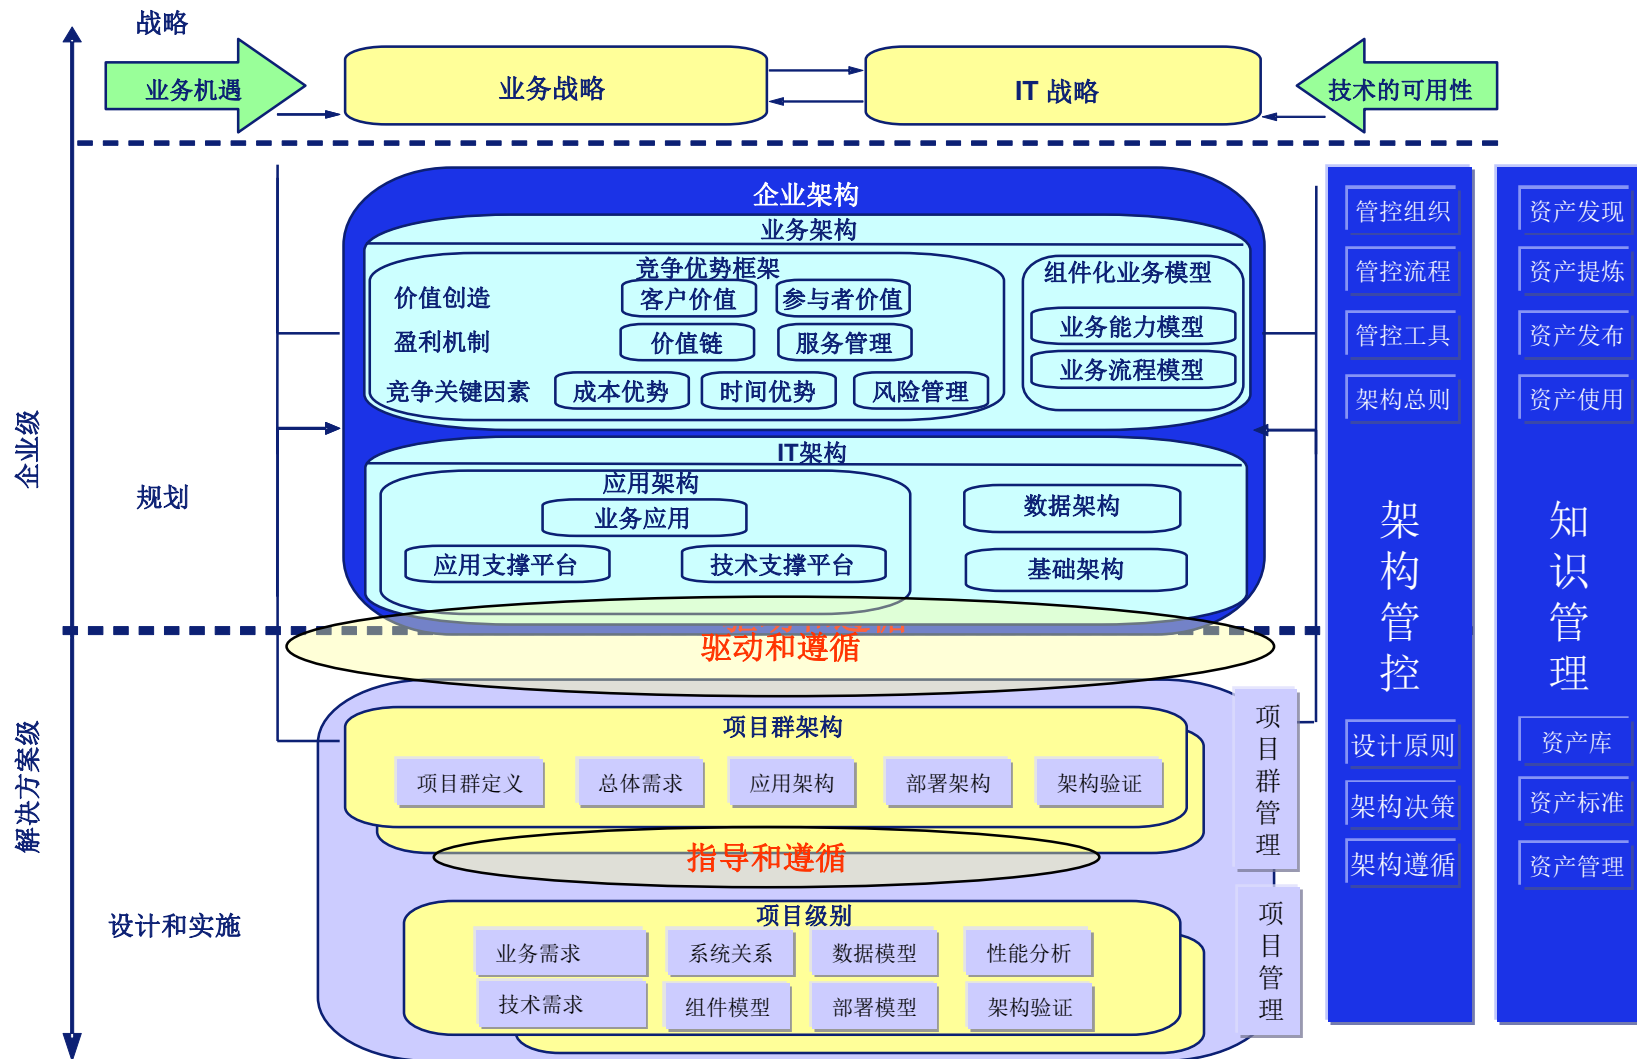 战略
业务机遇
业务战略
IT 战略
技术的可用性
企业架构
业务架构
竞争优势框架
价值创造
客户价值
参与者价值
盈利机制
价值链
服务管理
竞争关键因素
成本优势
时间优势
风险管理
组件化业务模型
业务能力模型
业务流程模型
IT架构
应用架构
业务应用
应用支撑平台
技术支撑平台
数据架构
基础架构
企业级
规划
驱动和遵循
解决方案级
设计和实施
项目群架构
项目群定义
总体需求
应用架构
部署架构
架构验证
指导和遵循
项目级别
业务需求
系统关系
数据模型
性能分析
技术需求
组件模型
部署模型
架构验证
项目群管理
项目管理
管控组织
管控流程
管控工具
架构总则
架构管控
设计原则
架构决策
架构遵循
资产发现
资产提炼
资产发布
资产使用
知识管理
资产库
资产标准
资产管理